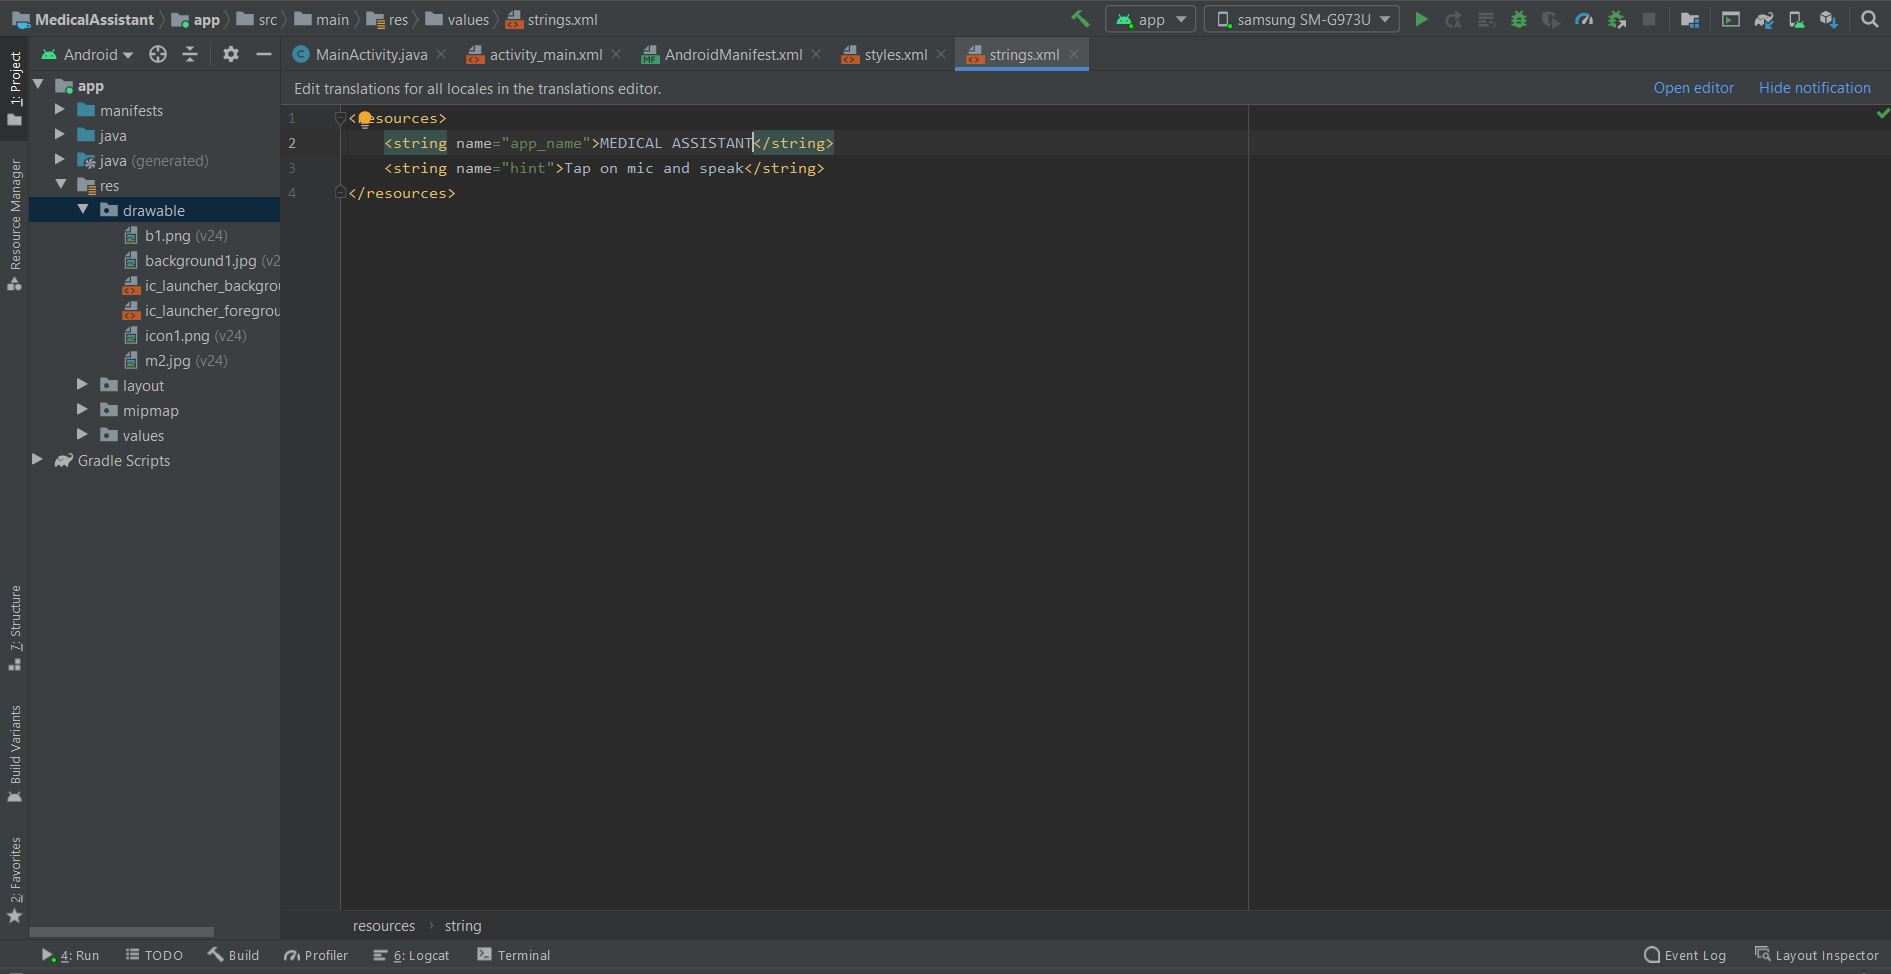 MedicalAssistant app src main res values strings.xml
app samsung SM-G973U
Android
MainActivity.java activity_main.xml AndroidManifest.xml styles.xml strings.xml
Edit translations for all locales in the translations editor. Open editor Hide notification
1: Project
Resource Manager
7: Structure
Build Variants
2: Favorites
app
manifests
java
java (generated)
res
drawable
b1.png (v24)
background1.jpg (v2
ic_launcher_backgrou
ic_launcher_foregrou
icon1.png (v24)
m2.jpg (v24)
layout
mipmap
values
Gradle Scripts
1 <resources>
2 <string name="app_name">MEDICAL ASSISTANT</string>
3 <string name="hint">Tap on mic and speak</string>
4 </resources>
resources string
4: Run TODO Build Profiler 6: Logcat Terminal Event Log Layout Inspector